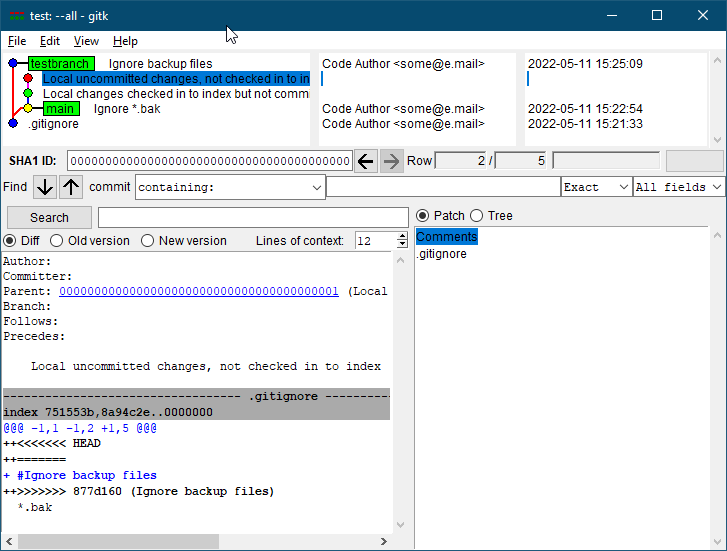 test: --all - gitk
File Edit View Help
testbranch Ignore backup files Code Author <some@e.mail> 2022-05-11 15:25:09
Local uncommitted changes, not checked in to in
Local changes checked in to index but not comm
main Ignore *.bak Code Author <some@e.mail> 2022-05-11 15:22:54
.gitignore Code Author <some@e.mail> 2022-05-11 15:21:33
SHA1 ID: 0000000000000000000000000000000000000000 Row 2 / 5
Find commit containing: Exact All fields
Search Patch Tree
Diff Old version New version Lines of context: 12
Comments
.gitignore
Author:
Committer:
Parent: 0000000000000000000000000000000000000001 (Local
Branch:
Follows:
Precedes:
Local uncommitted changes, not checked in to index
---------------------------------- .gitignore ----------
index 751553b,8a94c2e..0000000
@@@ -1,1 -1,2 +1,5 @@@
++<<<<<<< HEAD
++=======
+ #Ignore backup files
++>>>>>>> 877d160 (Ignore backup files)
*.bak